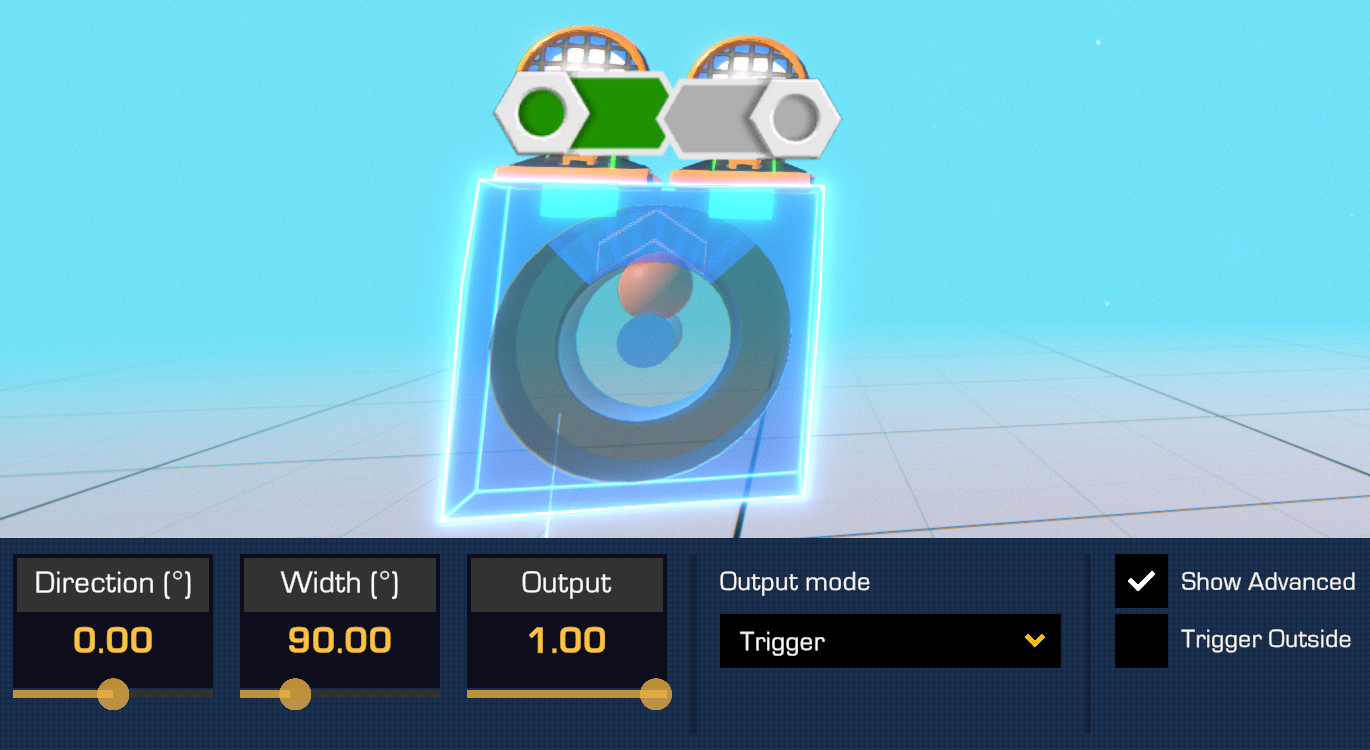 Direction (°)
0.00
Width (°)
90.00
Output
1.00
Output mode
Trigger
Show Advanced
Trigger Outside